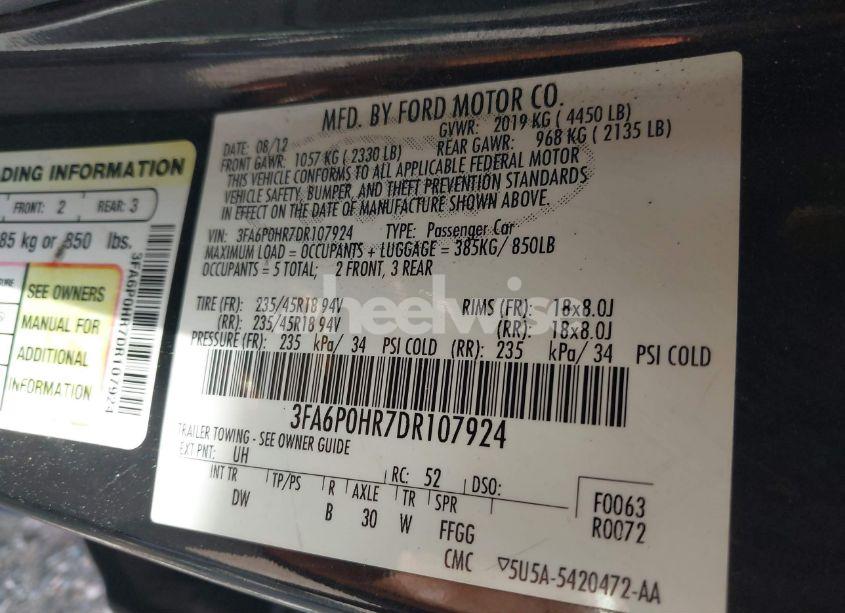 ADING INFORMATION
FRONT: 2 REAR: 3
85 kg or 850 lbs.
SEE OWNERS
MANUAL FOR
ADDITIONAL
INFORMATION
3FA6P0HR7DR107924
MFD. BY FORD MOTOR CO.
DATE: 08/12 GVWR: 2019 KG ( 4450 LB)
FRONT GAWR: 1057 KG ( 2330 LB) REAR GAWR: 968 KG ( 2135 LB)
THIS VEHICLE CONFORMS TO ALL APPLICABLE FEDERAL MOTOR
VEHICLE SAFETY, BUMPER, AND THEFT PREVENTION STANDARDS
IN EFFECT ON THE DATE OF MANUFACTURE SHOWN ABOVE.
VIN: 3FA6P0HR7DR107924 TYPE: Passenger Car
MAXIMUM LOAD = OCCUPANTS + LUGGAGE = 385KG/ 850LB
OCCUPANTS = 5 TOTAL; 2 FRONT, 3 REAR
TIRE (FR): 235/45R18 94V RIMS (FR): 18x8.0J
(RR): 235/45R18 94V (RR): 18x8.0J
PRESSURE (FR): 235 kPa/ 34 PSI COLD (RR): 235 kPa/ 34 PSI COLD
heelwise
3FA6P0HR7DR107924
TRAILER TOWING - SEE OWNER GUIDE
EXT PNT: UH RC: 52 DSO:
INT TR TP/PS R AXLE TR SPR F0063
DW B 30 W FFGG R0072
CMC ▽5U5A-5420472-AA